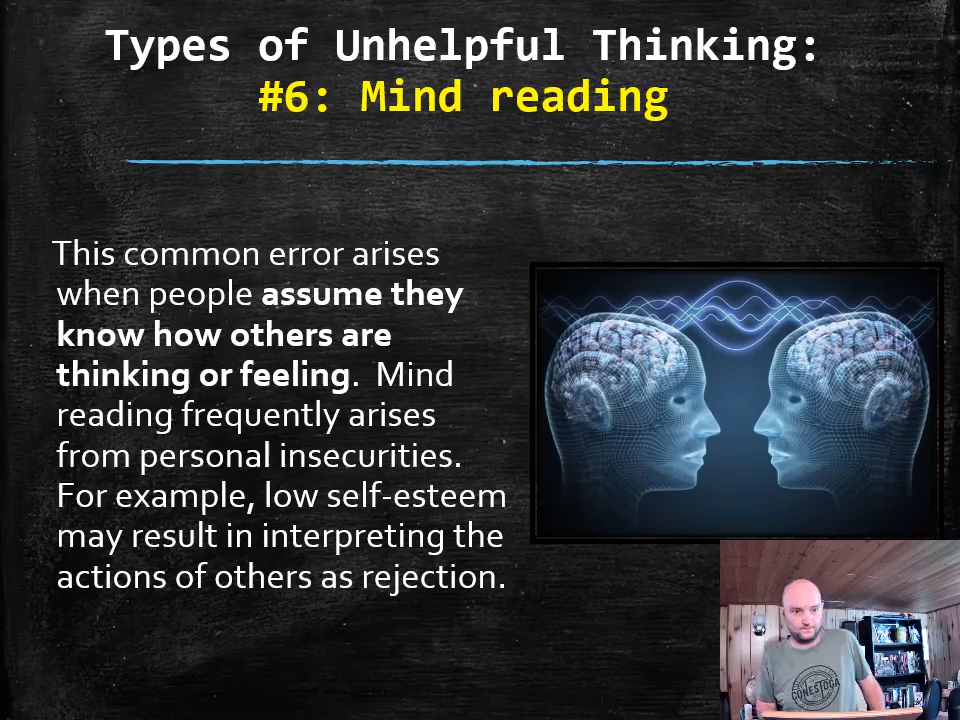 Types of Unhelpful Thinking:
#6: Mind reading
This common error arises
when people assume they
know how others are
thinking or feeling.  Mind
reading frequently arises
from personal insecurities.
For example, low self-esteem
may result in interpreting the
actions of others as rejection.
CONESTOGA